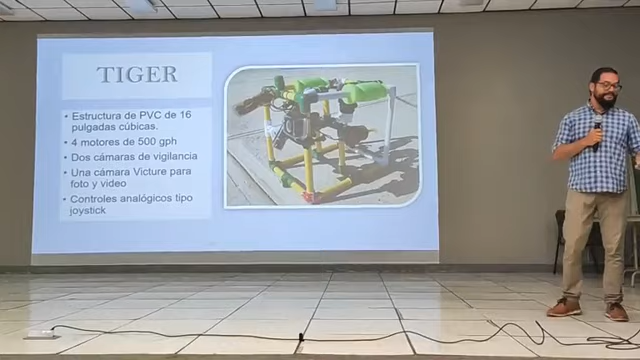 TIGER
• Estructura de PVC de 16
pulgadas cúbicas.
• 4 motores de 500 gph
• Dos cámaras de vigilancia
• Una cámara Victure para
foto y video
• Controles analógicos tipo
joystick